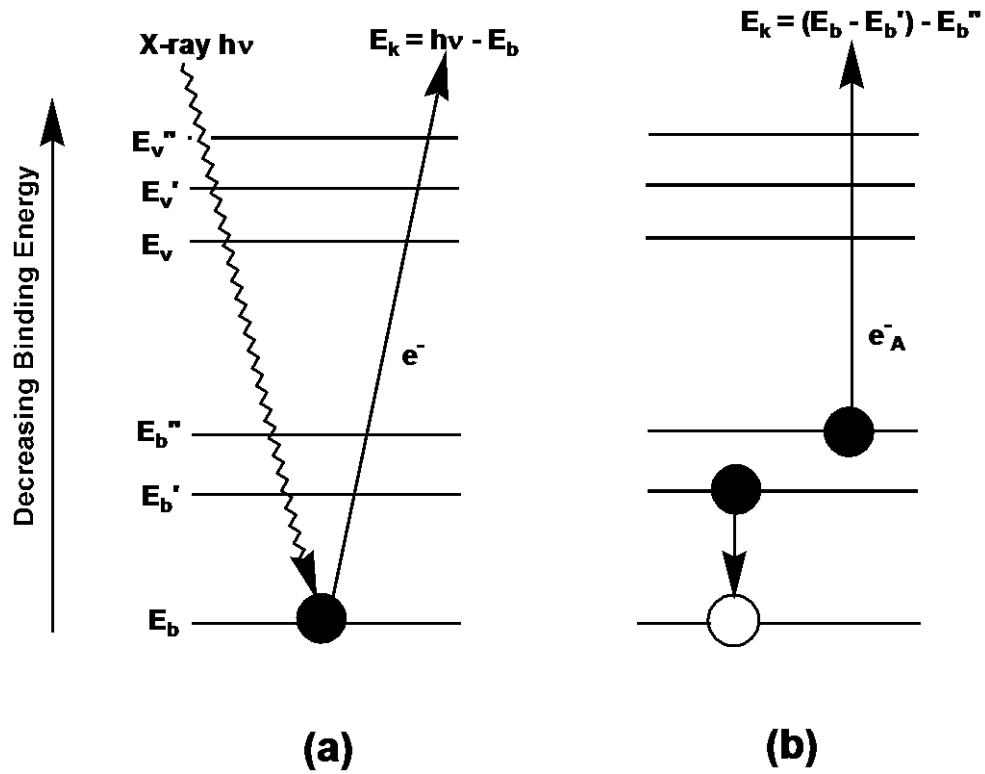 X-ray hν
E_k = hν - E_b
E_v"
E_v'
E_v
e⁻
E_b"
E_b'
E_b
Decreasing Binding Energy
(a)
E_k = (E_b - E_b') - E_b"
e⁻_A
(b)